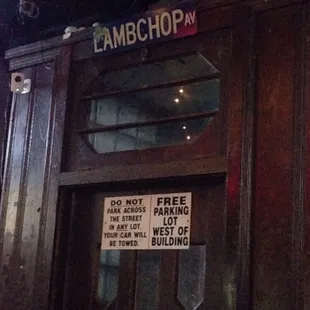 LAMBCHOP AV
DO NOT
PARK ACROSS
THE STREET
IN ANY LOT.
YOUR CAR WILL
BE TOWED.
FREE
PARKING
LOT
WEST OF
BUILDING